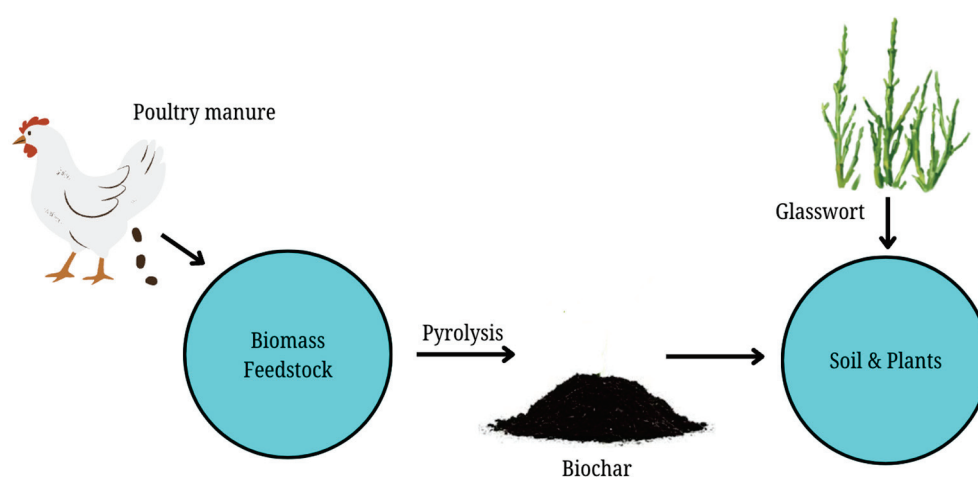 Poultry manure
Glasswort
Biomass
Feedstock
Pyrolysis
Biochar
Soil & Plants